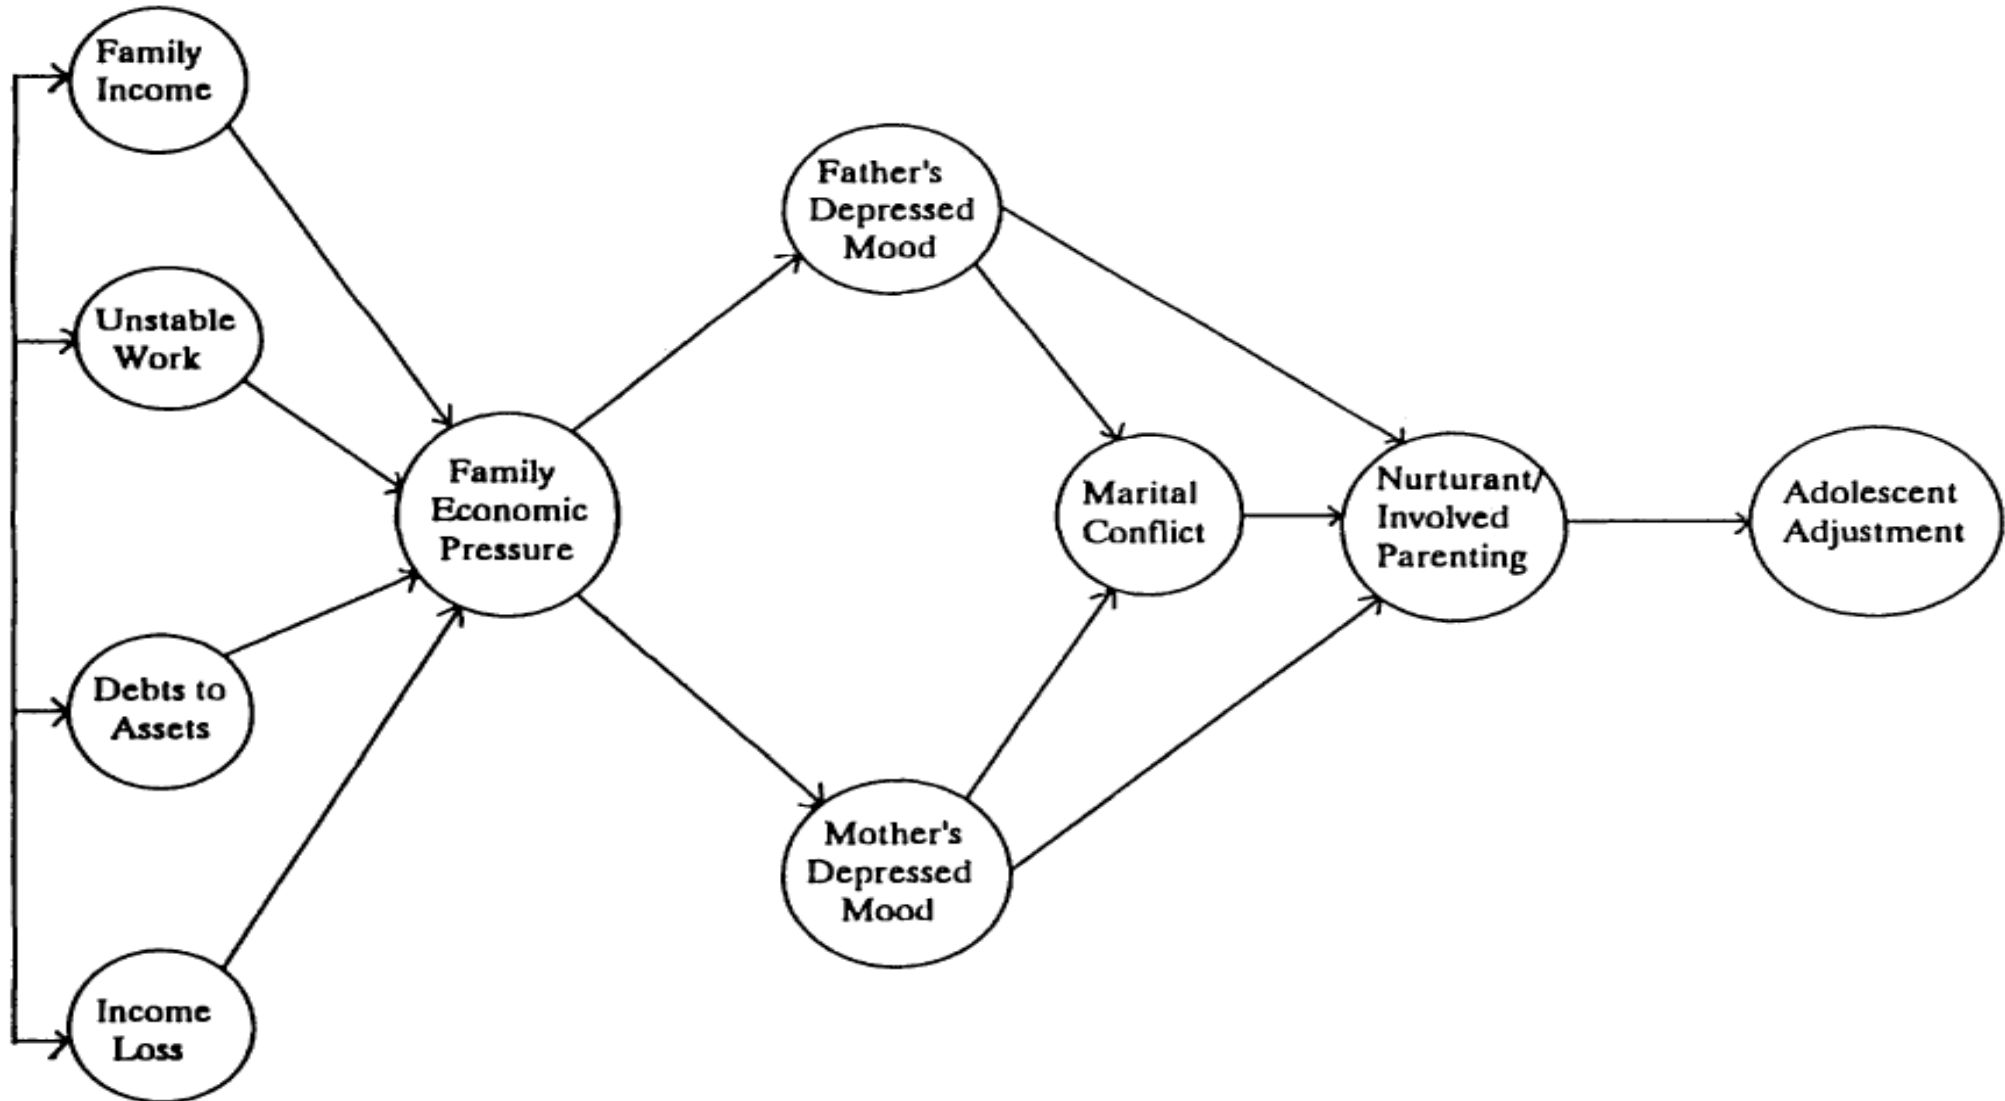 Family
Income
Unstable
Work
Debts to
Assets
Income
Loss
Family
Economic
Pressure
Father's
Depressed
Mood
Mother's
Depressed
Mood
Marital
Conflict
Nurturant/
Involved
Parenting
Adolescent
Adjustment